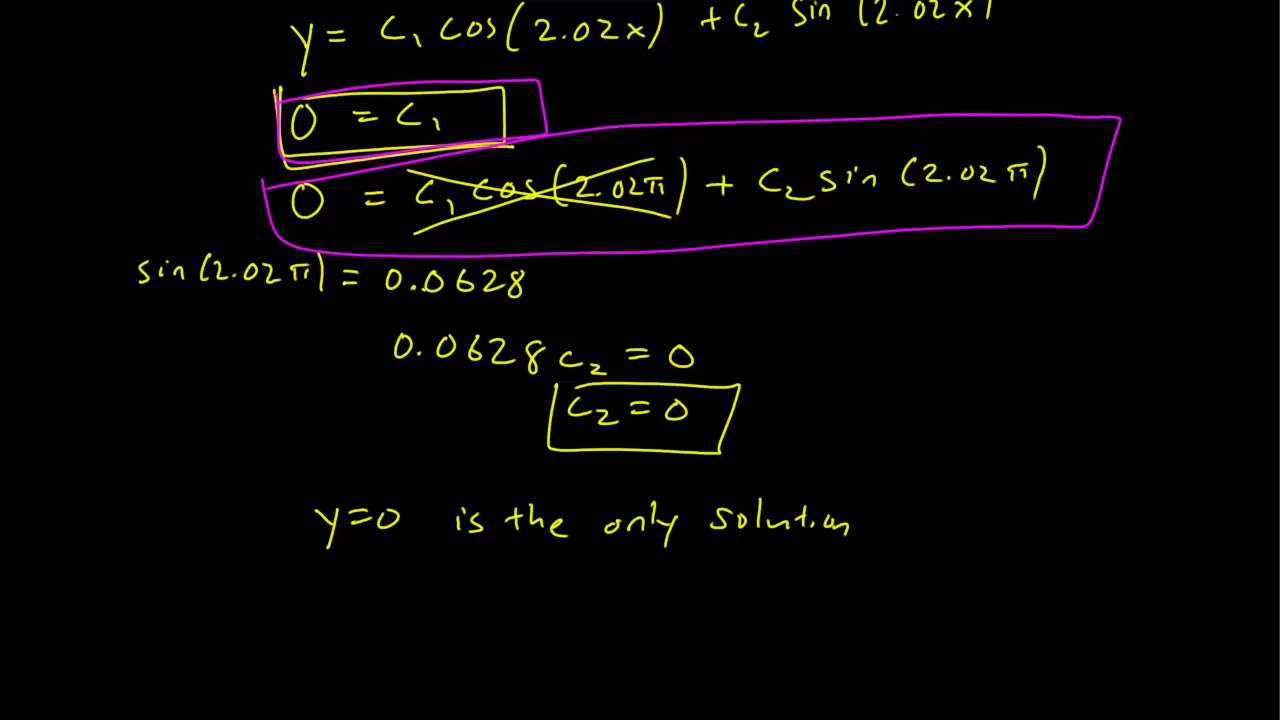 y = c₁ cos(2.02x) + c₂ sin(2.02x)
0 = c₁
0 = c₁ cos(2.02π) + c₂ sin(2.02π)
sin(2.02π) = 0.0628
0.0628 c₂ = 0
c₂ = 0
y=0 is the only solution